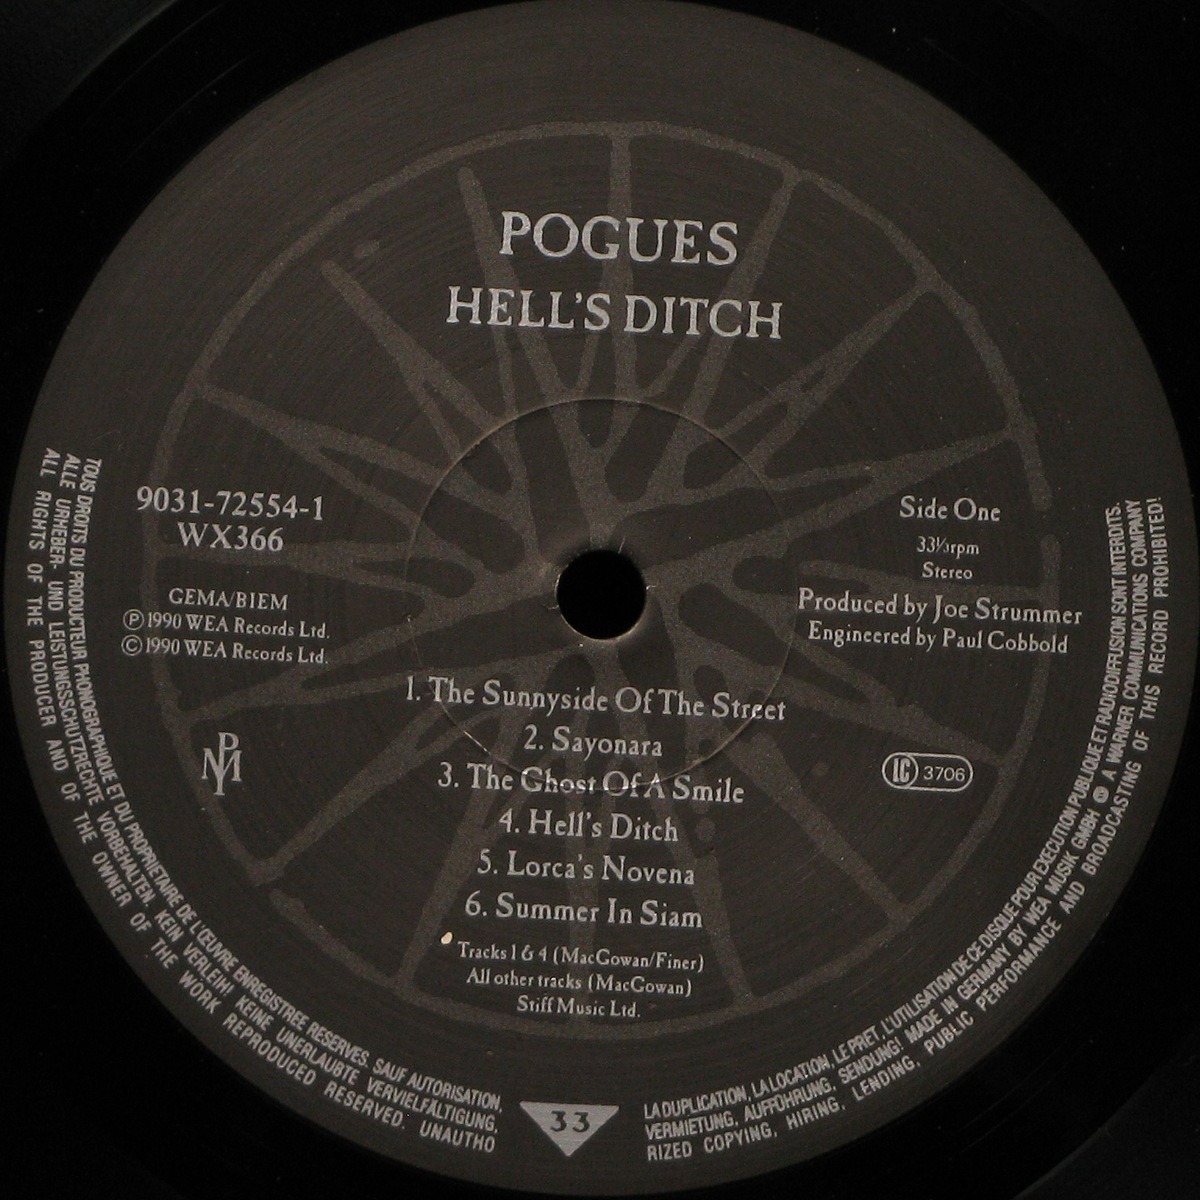 POGUES
HELL'S DITCH
9031-72554-1
WX366
GEMA/BIEM
Ⓟ 1990 WEA Records Ltd.
© 1990 WEA Records Ltd.
Side One
33⅓rpm
Stereo
Produced by Joe Strummer
Engineered by Paul Cobbold
1. The Sunnyside Of The Street
2. Sayonara
3. The Ghost Of A Smile
4. Hell's Ditch
5. Lorca's Novena
6. Summer In Siam
Tracks 1 & 4 (MacGowan/Finer)
All other tracks (MacGowan)
Stiff Music Ltd.
PM
LC 3706
TOUS DROITS DU PRODUCTEUR PHONOGRAPHIQUE ET DU PROPRIETAIRE DE L'ŒUVRE ENREGISTREE RESERVES. SAUF AUTORISATION, LA DUPLICATION, LA LOCATION, LE PRET, L'UTILISATION DE CE DISQUE POUR EXECUTION PUBLIQUE ET RADIODIFFUSION SONT INTERDITS.
ALLE URHEBER- UND LEISTUNGSSCHUTZRECHTE VORBEHALTEN. KEIN VERLEIH! KEINE UNERLAUBTE VERVIELFÄLTIGUNG, VERMIETUNG, AUFFÜHRUNG, SENDUNG! MADE IN GERMANY BY WEA MUSIK GMBH A WARNER COMMUNICATIONS COMPANY
ALL RIGHTS OF THE PRODUCER AND OF THE OWNER OF THE WORK REPRODUCED RESERVED. UNAUTHORIZED COPYING, HIRING, LENDING, PUBLIC PERFORMANCE AND BROADCASTING OF THIS RECORD PROHIBITED!
33